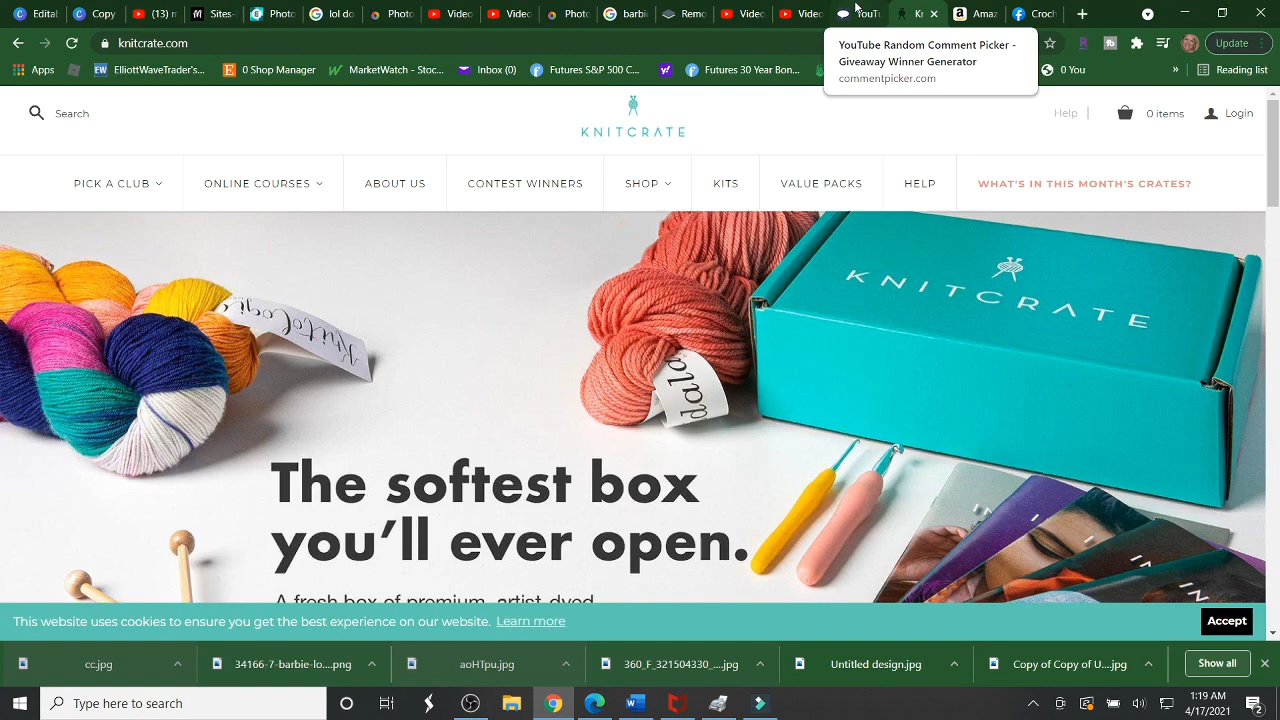 Editab
Copy
(13) m
Sites-
Photo
lol do
Photo
Video
Video
Photo
barbi
Remo
Video
Video
YouTu
Kn
Amaz
Croch
knitcrate.com
Update
YouTube Random Comment Picker -
Giveaway Winner Generator
commentpicker.com
Apps
ElliottWaveTrader's...
0 Shop Manager
MarketWatch - Stoc...
Inbox (0)
Futures S&P 500 C...
Futures 30 Year Bon...
0 You
»
Reading list
Search
KNITCRATE
Help |
0 items
Login
PICK A CLUB
ONLINE COURSES
ABOUT US
CONTEST WINNERS
SHOP
KITS
VALUE PACKS
HELP
WHAT'S IN THIS MONTH'S CRATES?
KNITCRATE
Knitologie
The softest box
you'll ever open.
A fresh box of premium, artist-dyed
This website uses cookies to ensure you get the best experience on our website. Learn more
Accept
cc.jpg
34166-7-barbie-lo....png
aoHTpu.jpg
360_F_321504330_...jpg
Untitled design.jpg
Copy of Copy of U....jpg
Show all
Type here to search
1:19 AM
4/17/2021
2